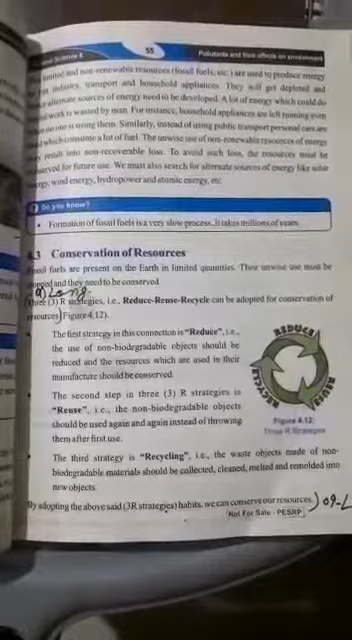 Science 8
55
Pollutants and their effects on environment
limited and non-renewable resources (fossil fuels, etc.) are used to produce energy
industry, transport and household appliances. They will get depleted and
alternate sources of energy need to be developed. A lot of energy which could do
work is wasted by man. For instance, household appliances are left running even
no one is using them. Similarly, instead of using public transport personal cars are
which consume a lot of fuel. The unwise use of non-renewable resources of energy
result into non-recoverable loss. To avoid such loss, the resources must be
for future use. We must also search for alternate sources of energy like solar
energy, wind energy, hydropower and atomic energy, etc.
Do you know?
• Formation of fossil fuels is a very slow process. It takes millions of years.
4.3 Conservation of Resources
Fossil fuels are present on the Earth in limited quantities. Their unwise use must be
stopped and they need to be conserved.
Long
Three (3) R strategies, i.e., Reduce-Reuse-Recycle can be adopted for conservation of
resources(Figure 4.12).
• The first strategy in this connection is "Reduce", i.e.,
the use of non-biodegradable objects should be
reduced and the resources which are used in their
manufacture should be conserved.
• The second step in three (3) R strategies is
"Reuse", i.e., the non-biodegradable objects
should be used again and again instead of throwing
them after first use.
REDUCE
REUSE
RECYCLE
Figure 4.12:
Three R Strategies
• The third strategy is "Recycling", i.e., the waste objects made of non-
biodegradable materials should be collected, cleaned, melted and remolded into
new objects.
By adopting the above said (3R strategies) habits, we can conserve our resources.
Not For Sale - PESRP